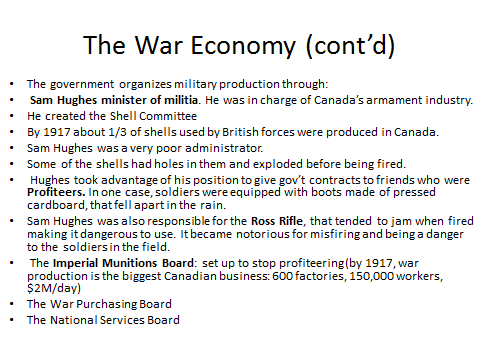 The War Economy (cont'd)
• The government organizes military production through:
• Sam Hughes minister of militia. He was in charge of Canada's armament industry.
• He created the Shell Committee
• By 1917 about 1/3 of shells used by British forces were produced in Canada.
• Sam Hughes was a very poor administrator.
• Some of the shells had holes in them and exploded before being fired.
• Hughes took advantage of his position to give gov't contracts to friends who were
Profiteers. In one case, soldiers were equipped with boots made of pressed
cardboard, that fell apart in the rain.
• Sam Hughes was also responsible for the Ross Rifle, that tended to jam when fired
making it dangerous to use. It became notorious for misfiring and being a danger
to the soldiers in the field.
• The Imperial Munitions Board: set up to stop profiteering(by 1917, war
production is the biggest Canadian business: 600 factories, 150,000 workers,
$2M/day)
• The War Purchasing Board
• The National Services Board